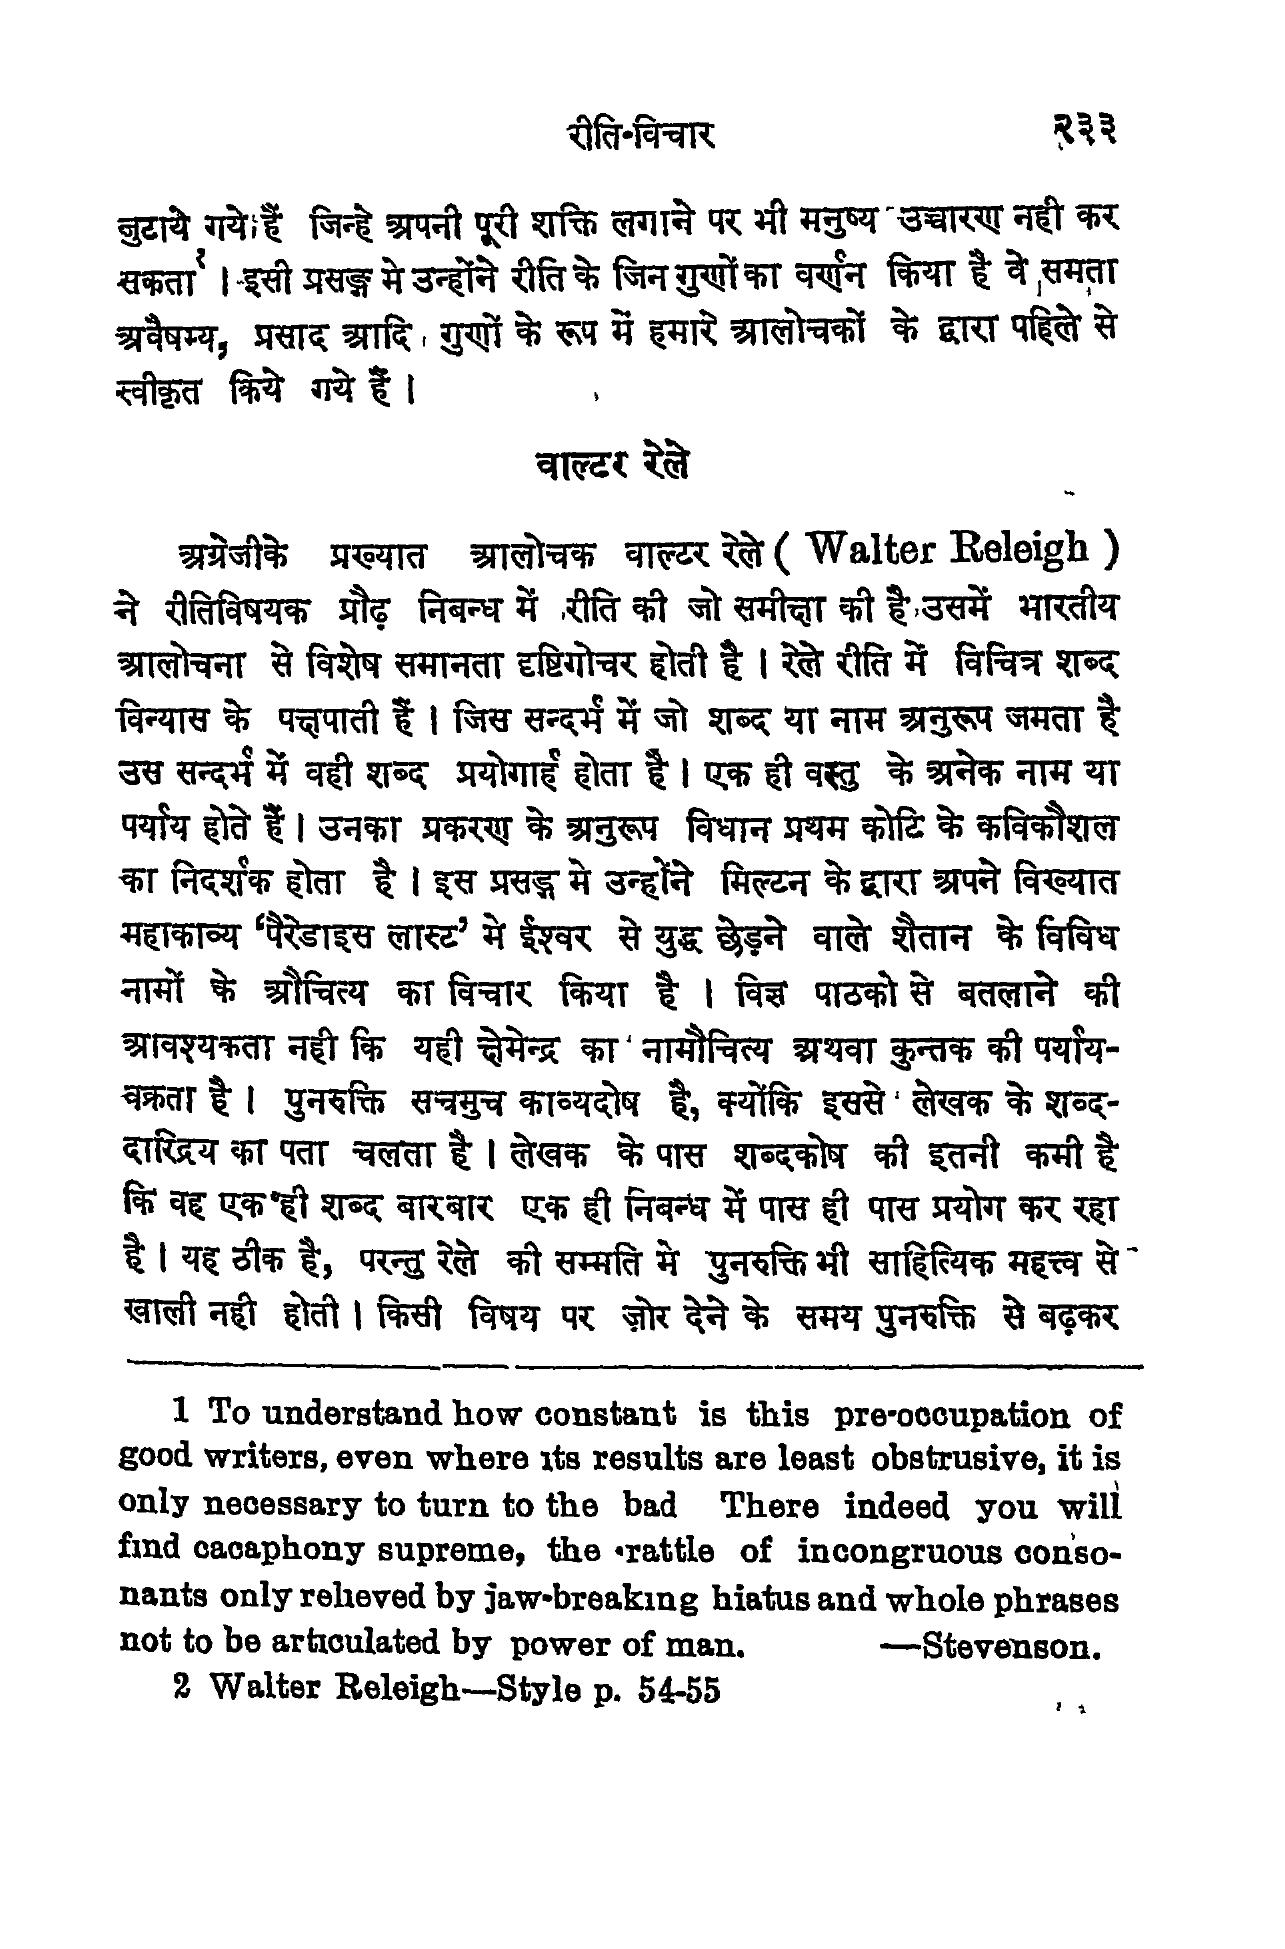 रीति-विचार २३३
जुटाये गये हैं जिन्हे अपनी पूरी शक्ति लगाने पर भी मनुष्य उच्चारण नही कर
सकता१ । इसी प्रसङ्ग मे उन्होंने रीति के जिन गुणों का वर्णन किया है वे समता
अवैषम्य, प्रसाद आदि गुणों के रूप में हमारे आलोचकों के द्वारा पहिले से
स्वीकृत किये गये हैं ।
वाल्टर रेले
अग्रेजीके प्रख्यात आलोचक वाल्टर रेले ( Walter Releigh )
ने रीतिविषयक प्रौढ़ निबन्ध में रीति की जो समीक्षा की है उसमें भारतीय
आलोचना से विशेष समानता दृष्टिगोचर होती है । रेले रीति में विचित्र शब्द
विन्यास के पक्षपाती हैं । जिस सन्दर्भ में जो शब्द या नाम अनुरूप जमता है
उस सन्दर्भ में वही शब्द प्रयोगार्ह होता है । एक ही वस्तु के अनेक नाम या
पर्याय होते हैं । उनका प्रकरण के अनुरूप विधान प्रथम कोटि के कविकौशल
का निदर्शक होता है । इस प्रसङ्ग मे उन्होंने मिल्टन के द्वारा अपने विख्यात
महाकाव्य ‘पैरेडाइस लास्ट’ मे ईश्वर से युद्ध छेड़ने वाले शैतान के विविध
नामों के औचित्य का विचार किया है । विज्ञ पाठको से बतलाने की
आवश्यकता नही कि यही क्षेमेन्द्र का नामौचित्य अथवा कुन्तक की पर्याय-
वक्रता है । पुनरुक्ति सचमुच काव्यदोष है, क्योंकि इससे लेखक के शब्द-
दारिद्रय का पता चलता है । लेखक के पास शब्दकोष की इतनी कमी है
कि वह एक ही शब्द बारबार एक ही निबन्ध में पास ही पास प्रयोग कर रहा
है । यह ठीक है, परन्तु रेले की सम्मति मे पुनरुक्ति भी साहित्यिक महत्त्व से
खाली नही होती । किसी विषय पर ज़ोर देने के समय पुनरुक्ति से बढ़कर
1 To understand how constant is this pre-occupation of
good writers, even where its results are least obstrusive, it is
only necessary to turn to the bad There indeed you will
find cacaphony supreme, the rattle of incongruous conso-
nants only relieved by jaw-breaking hiatus and whole phrases
not to be articulated by power of man. —Stevenson.
2 Walter Releigh—Style p. 54-55